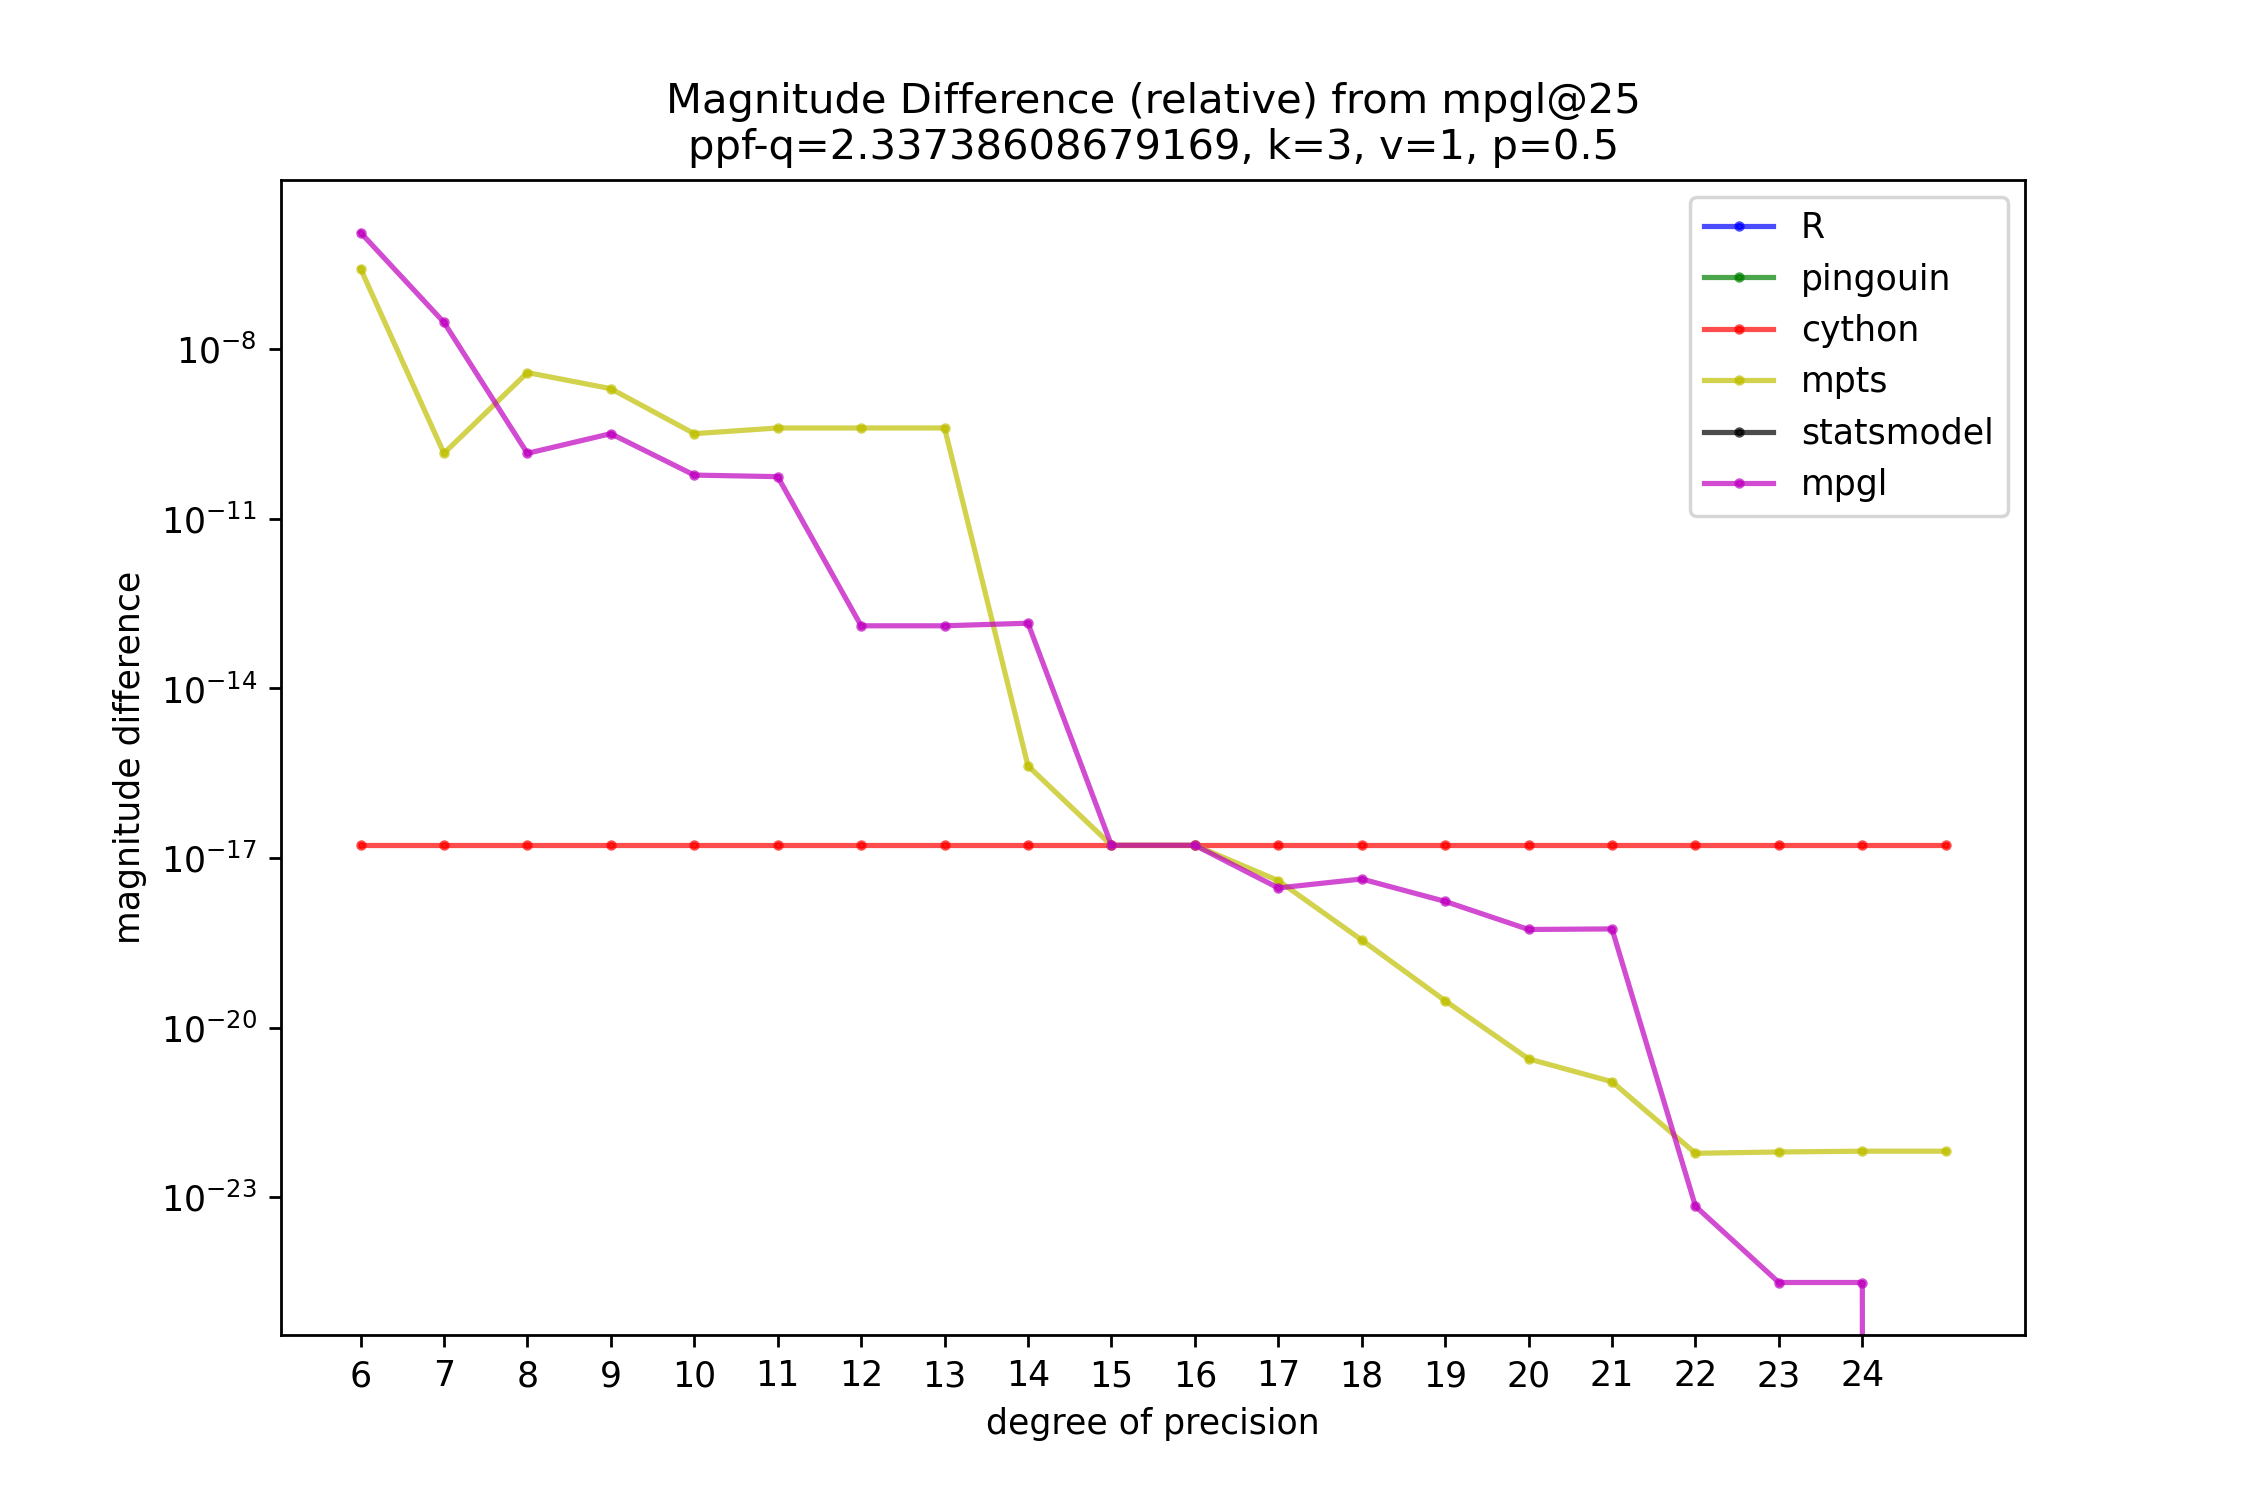 Magnitude Difference (relative) from mpgl@25
ppf-q=2.33738608679169, k=3, v=1, p=0.5
R
pingouin
cython
mpts
statsmodel
mpgl
magnitude difference
10⁻⁸
10⁻¹¹
10⁻¹⁴
10⁻¹⁷
10⁻²⁰
10⁻²³
6 7 8 9 10 11 12 13 14 15 16 17 18 19 20 21 22 23 24
degree of precision